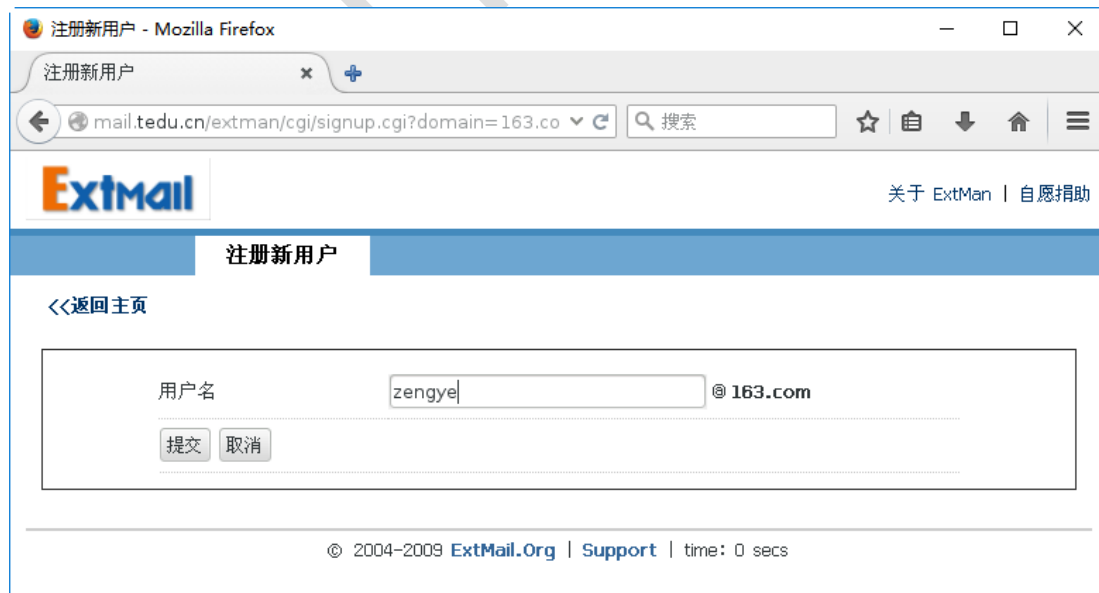 注册新用户 - Mozilla Firefox
注册新用户
mail.tedu.cn/extman/cgi/signup.cgi?domain=163.co 搜索
ExtMail
关于 ExtMan | 自愿捐助
注册新用户
<<返回主页
用户名 zengye @163.com
提交 取消
© 2004-2009 ExtMail.Org | Support | time: 0 secs